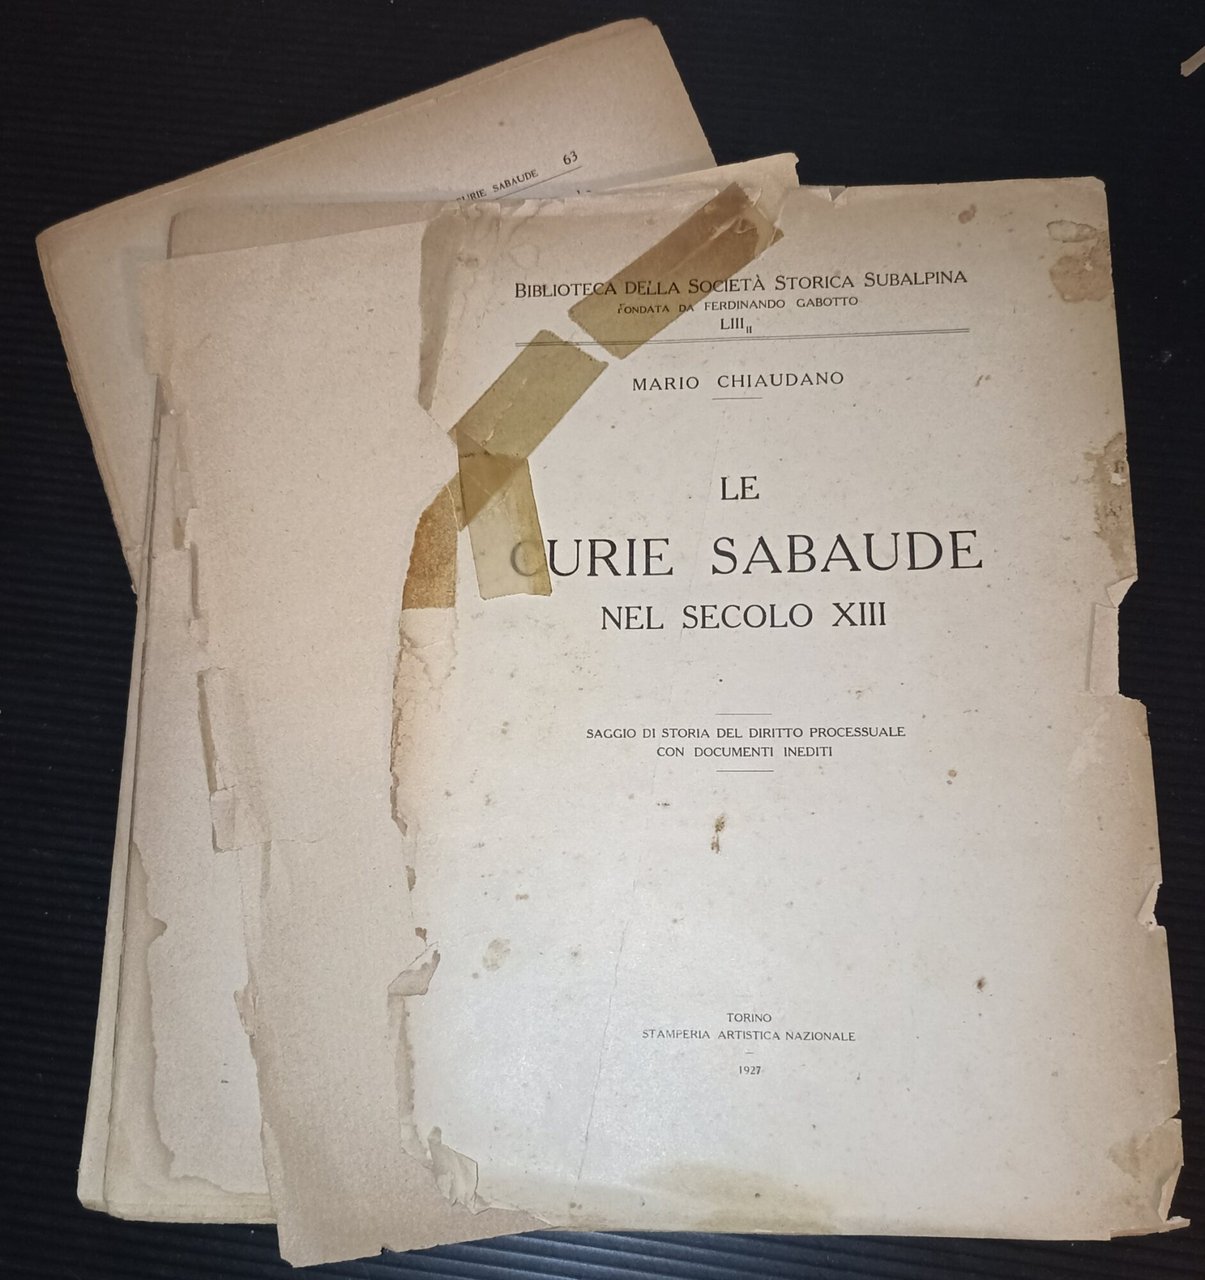 CURIE SABAUDE 63
BIBLIOTECA DELLA SOCIETÀ STORICA SUBALPINA
FONDATA DA FERDINANDO GABOTTO
LIII II
MARIO CHIAUDANO
LE
CURIE SABAUDE
NEL SECOLO XIII
SAGGIO DI STORIA DEL DIRITTO PROCESSUALE
CON DOCUMENTI INEDITI
TORINO
STAMPERIA ARTISTICA NAZIONALE
1927